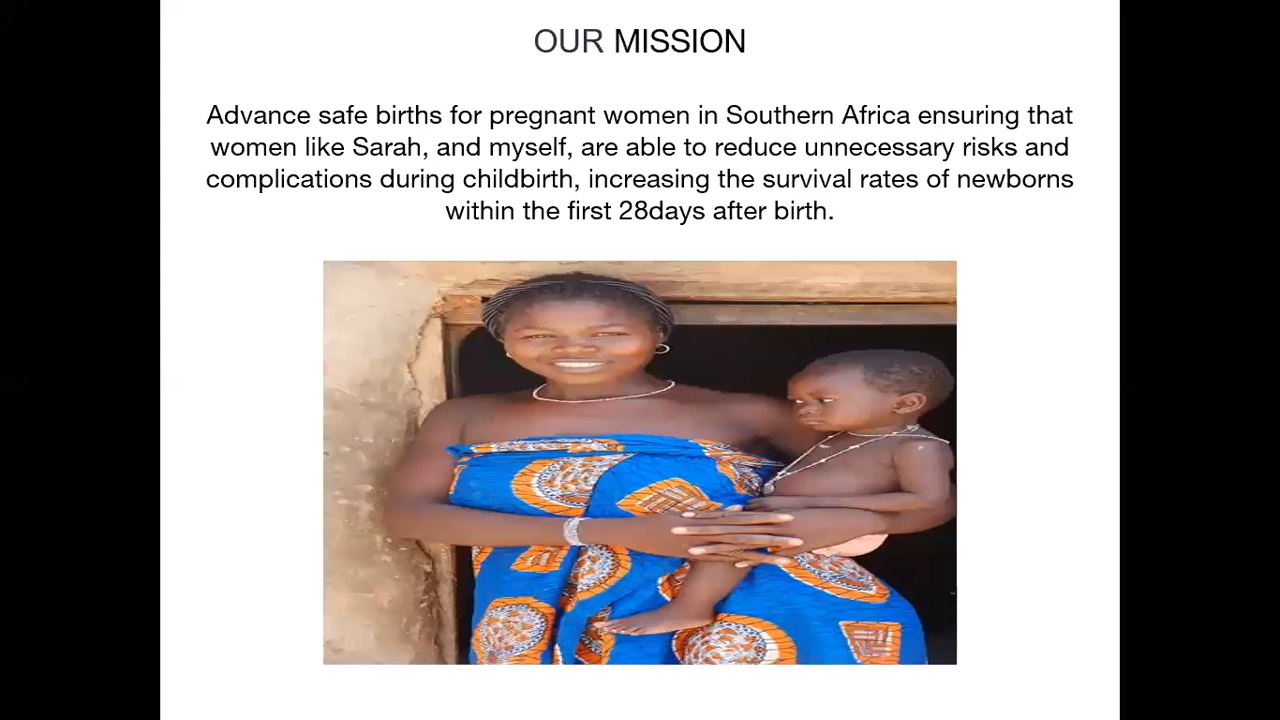 OUR MISSION
Advance safe births for pregnant women in Southern Africa ensuring that
women like Sarah, and myself, are able to reduce unnecessary risks and
complications during childbirth, increasing the survival rates of newborns
within the first 28days after birth.